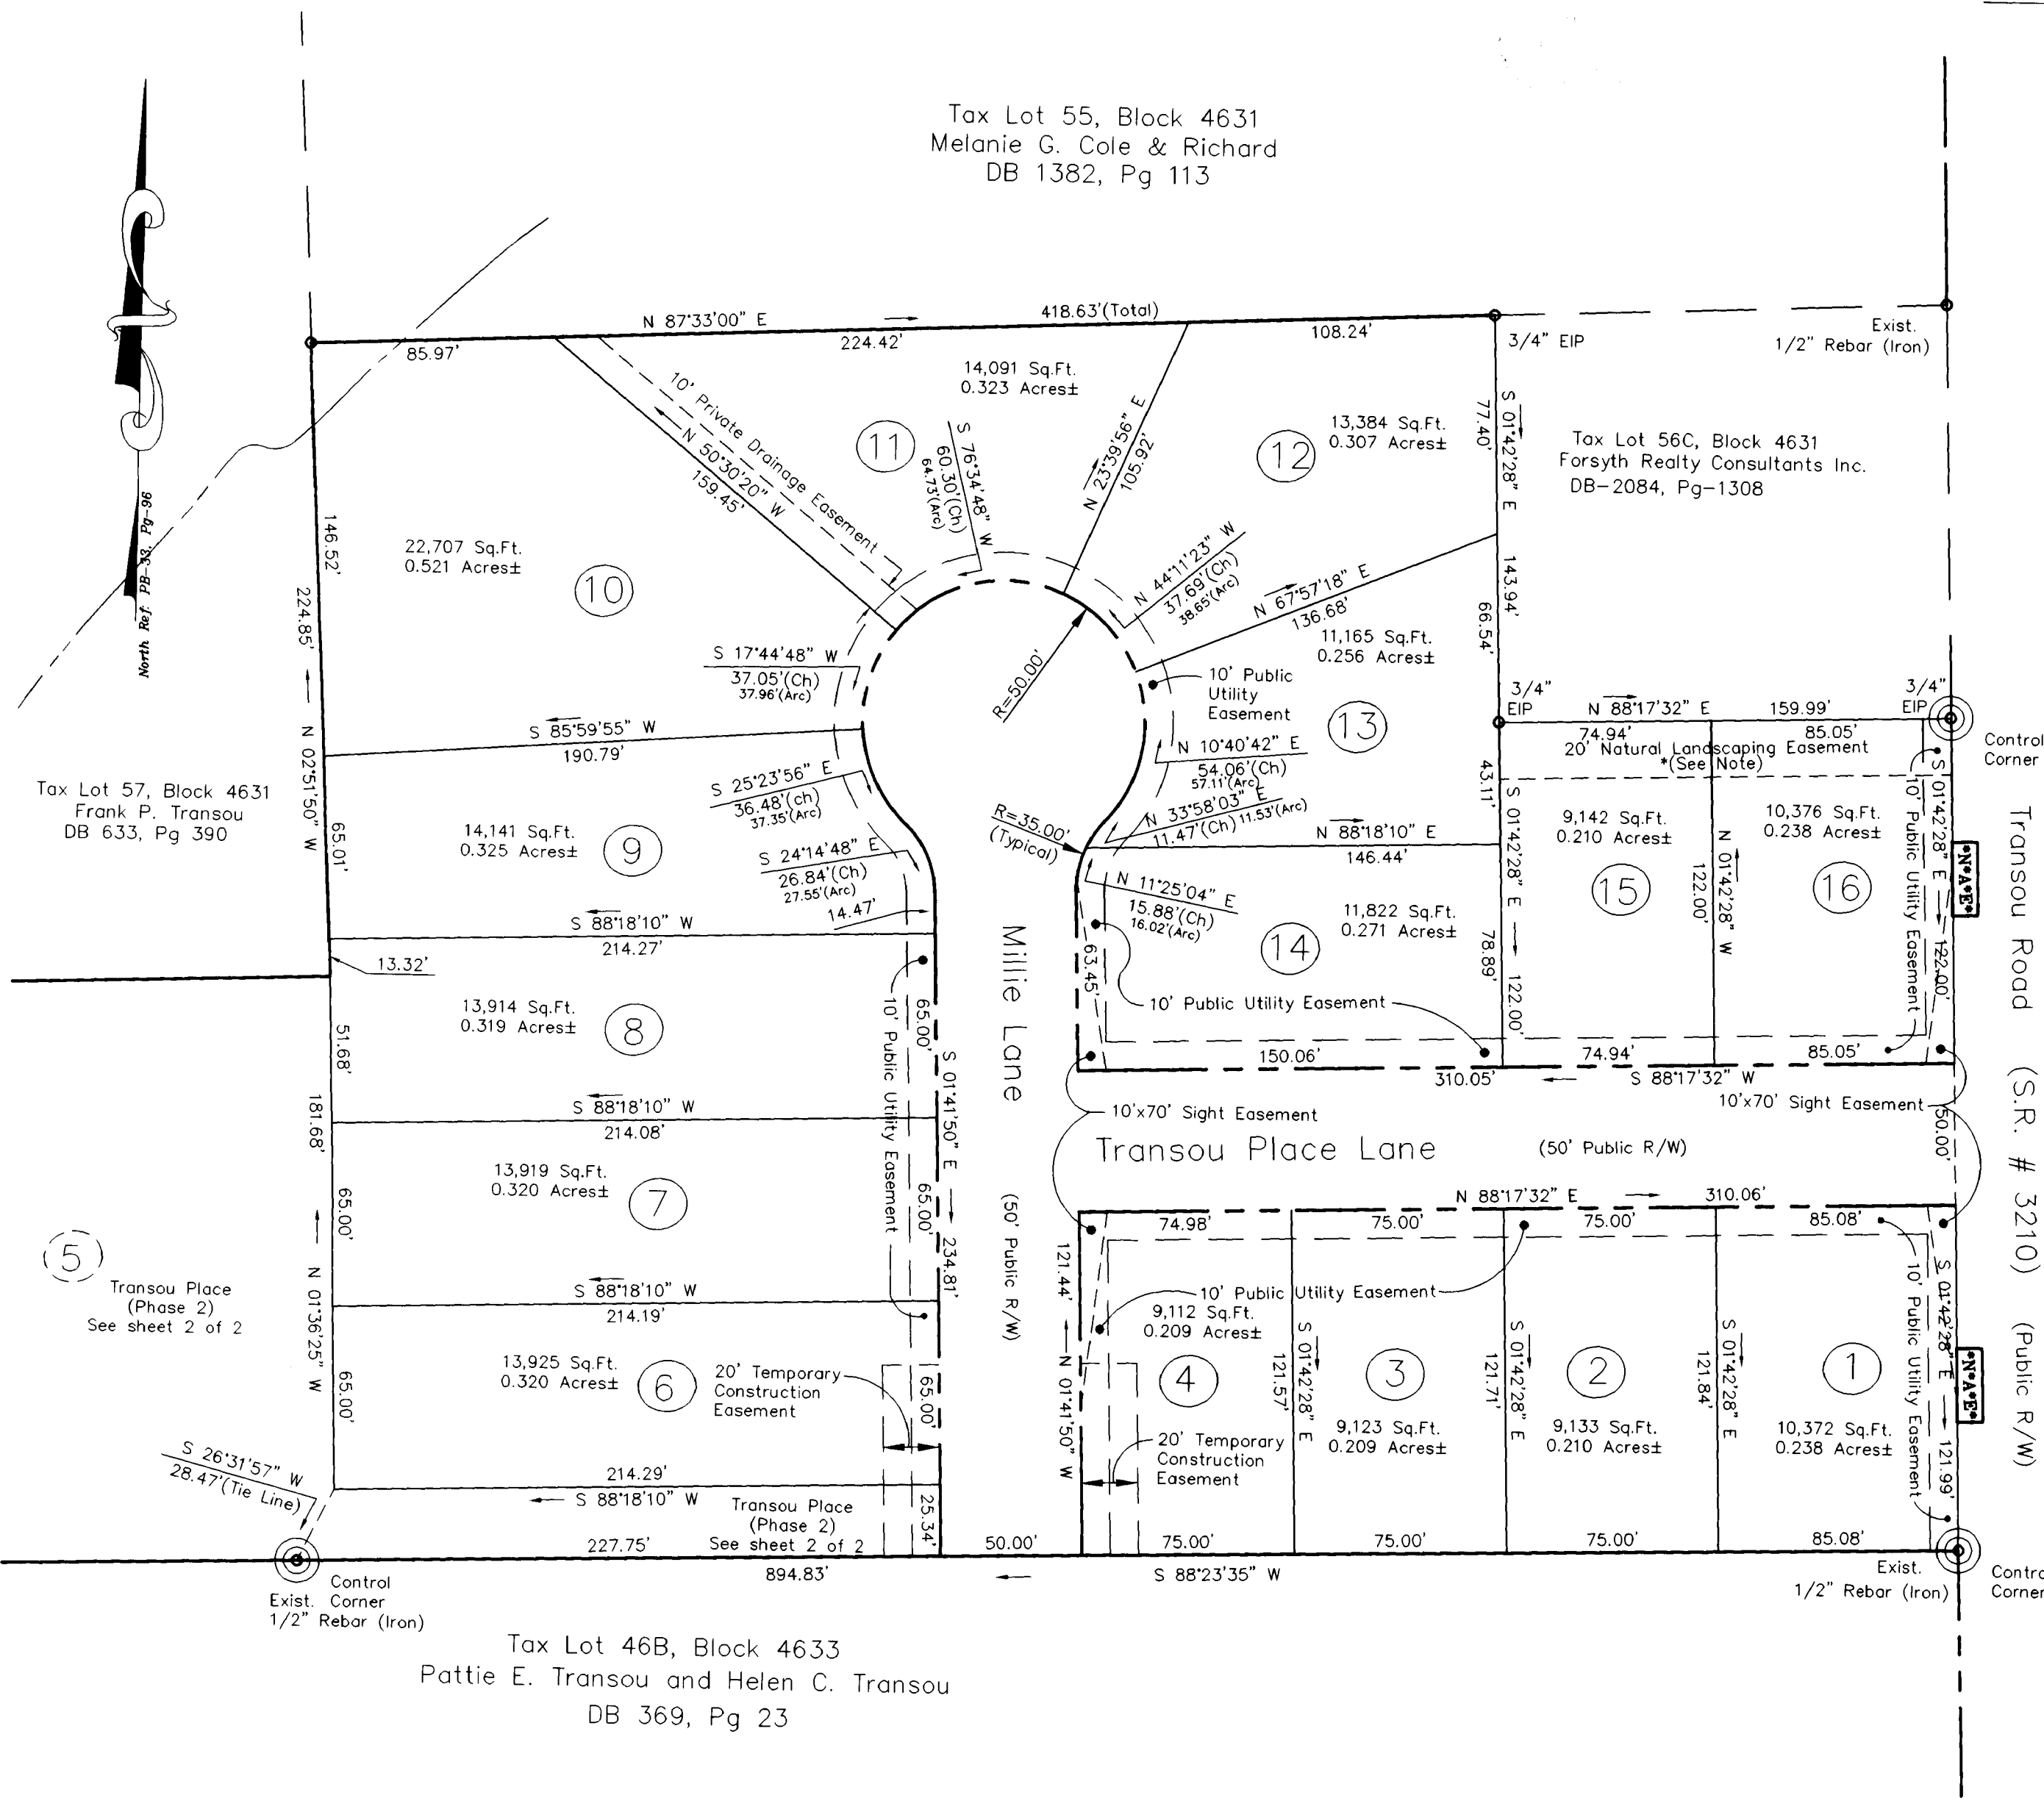 Tax Lot 55, Block 4631
Melanie G. Cole & Richard
DB 1382, Pg 113
North Ref. PB-33, Pg-96
N 87°33'00" E
418.63'(Total)
85.97'
224.42'
108.24'
3/4" EIP
Exist.
1/2" Rebar (Iron)
14,091 Sq.Ft.
0.323 Acres±
11
10' Private Drainage Easement
N 50°30'20" W
159.45'
S 76°34'48" W
60.30'(Ch)
64.73'(Arc)
N 23°39'56" E
105.92'
13,384 Sq.Ft.
0.307 Acres±
12
S 01°42'28" E
77.40'
143.94'
66.54'
Tax Lot 56C, Block 4631
Forsyth Realty Consultants Inc.
DB-2084, Pg-1308
146.52'
224.85'
N 02°51'50" W
65.01'
22,707 Sq.Ft.
0.521 Acres±
10
N 44°11'23" W
37.69'(Ch)
38.65'(Arc)
N 67°57'18" E
136.68'
11,165 Sq.Ft.
0.256 Acres±
13
S 17°44'48" W
37.05'(Ch)
37.96'(Arc)
R=50.00'
10' Public
Utility
Easement
3/4"
EIP
N 88°17'32" E
159.99'
3/4"
EIP
74.94'
85.05'
20' Natural Landscaping Easement
*(See Note)
Control
Corner
S 85°59'55" W
190.79'
N 10°40'42" E
54.06'(Ch)
57.11'(Arc)
S 25°23'56" E
36.48'(ch)
37.35'(Arc)
N 33°58'03" E
11.47'(Ch) 11.53'(Arc)
R=35.00'
(Typical)
N 88°18'10" E
146.44'
Tax Lot 57, Block 4631
Frank P. Transou
DB 633, Pg 390
14,141 Sq.Ft.
0.325 Acres±
9
S 24°14'48" E
26.84'(Ch)
27.55'(Arc)
14.47'
N 11°25'04" E
15.88'(Ch)
16.02'(Arc)
43.11'
S 01°42'28" E
122.00'
78.89'
9,142 Sq.Ft.
0.210 Acres±
15
N 01°42'28" W
122.00'
10,376 Sq.Ft.
0.238 Acres±
16
10' Public Utility Easement
S 01°42'28" E
122.00'
*N*A*E*
Transou Road (S.R. # 3210) (Public R/W)
S 88°18'10" W
214.27'
13.32'
11,822 Sq.Ft.
0.271 Acres±
14
63.45'
10' Public Utility Easement
13,914 Sq.Ft.
0.319 Acres±
8
51.68'
65.00'
10' Public Utility Easement
Millie Lane (50' Public R/W)
150.06'
74.94'
85.05'
310.05'
S 88°17'32" W
10'x70' Sight Easement
10'x70' Sight Easement
50.00'
S 88°18'10" W
214.08'
181.68'
S 01°41'50" E
234.81'
Transou Place Lane
(50' Public R/W)
13,919 Sq.Ft.
0.320 Acres±
7
65.00'
65.00'
N 88°17'32" E
310.06'
74.98'
75.00'
75.00'
85.08'
5
Transou Place
(Phase 2)
See sheet 2 of 2
N 01°36'25" W
S 88°18'10" W
214.19'
121.44'
N 01°41'50" W
10' Public Utility Easement
9,112 Sq.Ft.
0.209 Acres±
4
S 01°42'28" E
121.57'
3
9,123 Sq.Ft.
0.209 Acres±
S 01°42'28" E
121.71'
2
9,133 Sq.Ft.
0.210 Acres±
S 01°42'28" E
121.84'
1
10,372 Sq.Ft.
0.238 Acres±
10' Public Utility Easement
S 01°42'28" E
121.99'
*N*A*E*
13,925 Sq.Ft.
0.320 Acres±
6
65.00'
65.00'
20' Temporary
Construction
Easement
20' Temporary
Construction
Easement
S 26°31'57" W
28.47'(Tie Line)
214.29'
S 88°18'10" W
Transou Place
(Phase 2)
See sheet 2 of 2
25.34'
227.75'
50.00'
75.00'
75.00'
75.00'
85.08'
894.83'
S 88°23'35" W
Control
Exist. Corner
1/2" Rebar (Iron)
Exist.
1/2" Rebar (Iron)
Contro
Corner
Tax Lot 46B, Block 4633
Pattie E. Transou and Helen C. Transou
DB 369, Pg 23